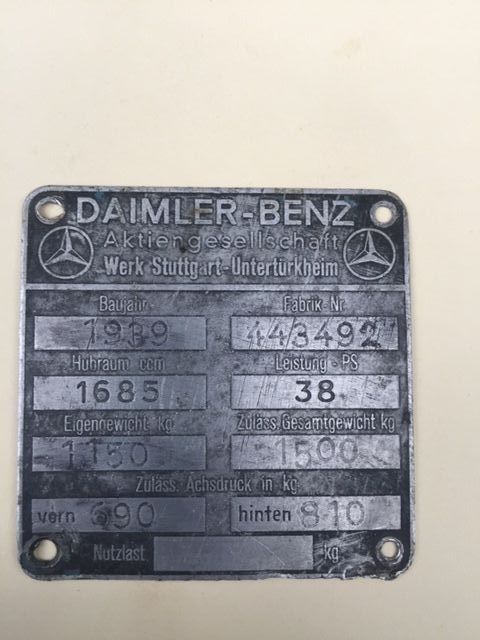 DAIMLER-BENZ
Aktiengesellschaft
Werk Stuttgart-Untertürkheim
Baujahr Fabrik-Nr.
1939 443492
Hubraum ccm Leistung-PS
1685 38
Eigengewicht kg Zuläss. Gesamtgewicht kg
1150 1500
Zuläss. Achsdruck in kg
vorn 690 hinten 810
Nutzlast kg